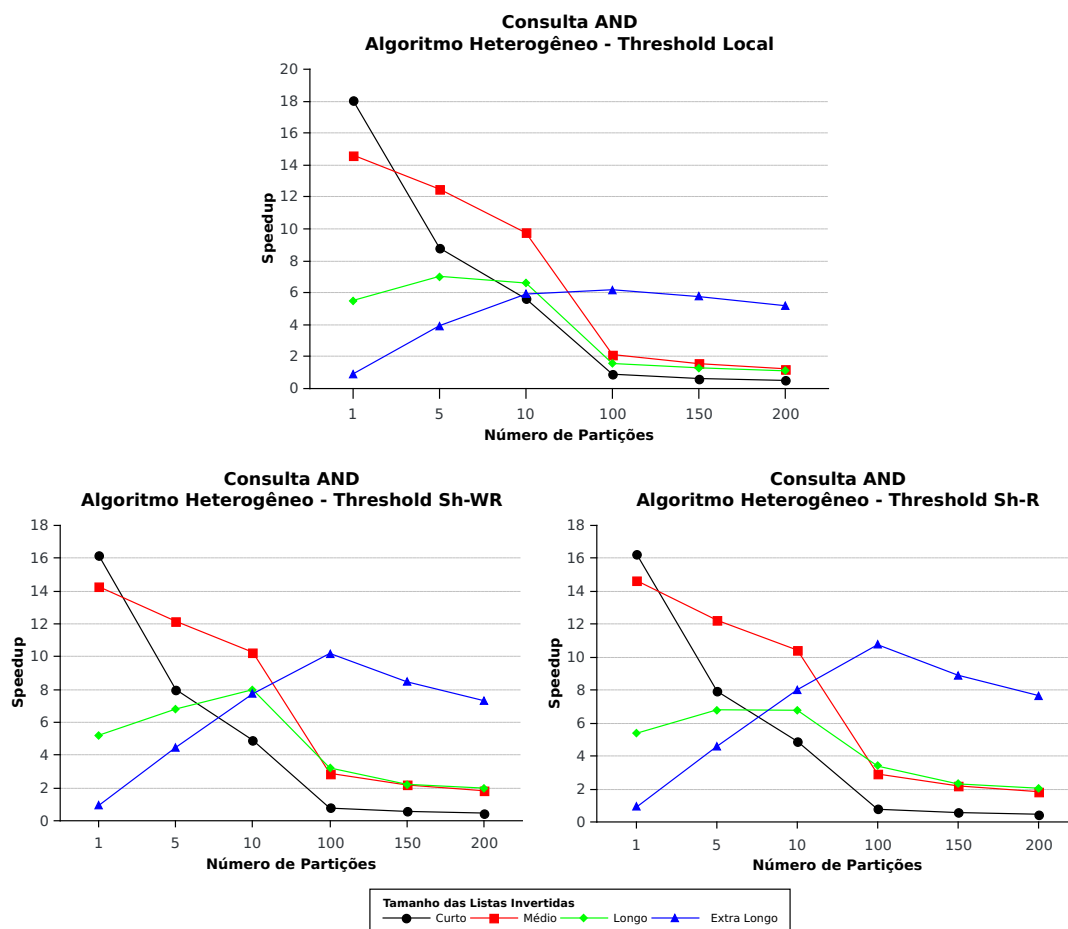 Consulta AND
Algoritmo Heterogêneo - Threshold Local
20
18
16
14
12
10
8
6
4
2
0
Speedup
1 5 10 100 150 200
Número de Partições
Consulta AND
Algoritmo Heterogêneo - Threshold Sh-WR
18
16
14
12
10
8
6
4
2
0
Speedup
1 5 10 100 150 200
Número de Partições
Consulta AND
Algoritmo Heterogêneo - Threshold Sh-R
18
16
14
12
10
8
6
4
2
0
Speedup
1 5 10 100 150 200
Número de Partições
Tamanho das Listas Invertidas
Curto Médio Longo Extra Longo